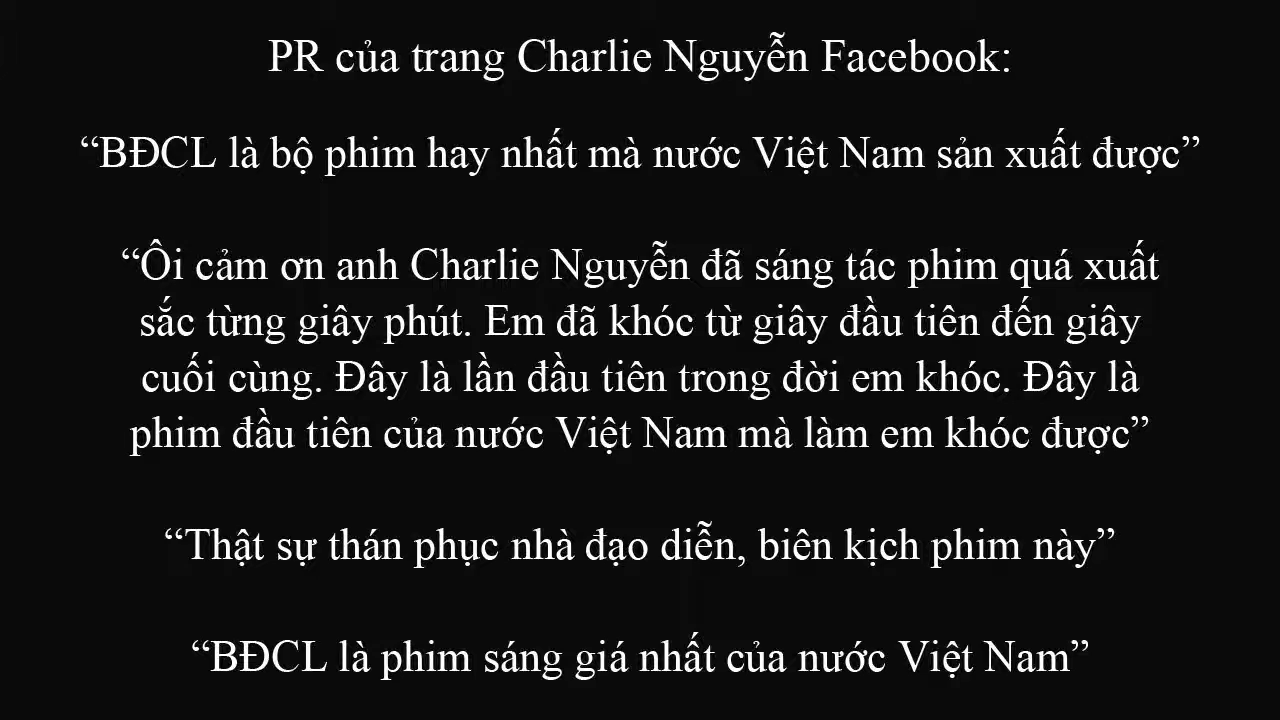 PR của trang Charlie Nguyễn Facebook:
“BĐCL là bộ phim hay nhất mà nước Việt Nam sản xuất được”
“Ôi cảm ơn anh Charlie Nguyễn đã sáng tác phim quá xuất
sắc từng giây phút. Em đã khóc từ giây đầu tiên đến giây
cuối cùng. Đây là lần đầu tiên trong đời em khóc. Đây là
phim đầu tiên của nước Việt Nam mà làm em khóc được”
“Thật sự thán phục nhà đạo diễn, biên kịch phim này”
“BĐCL là phim sáng giá nhất của nước Việt Nam”